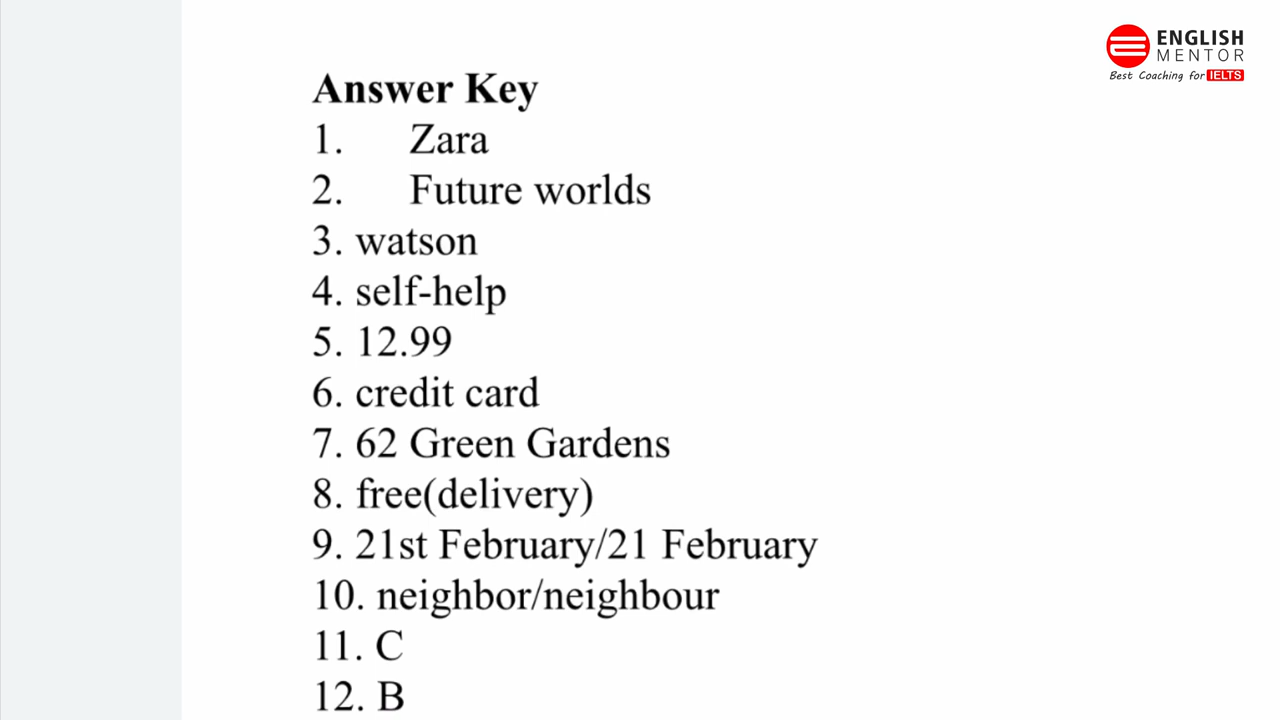 ENGLISH
MENTOR
Best Coaching for IELTS
Answer Key
1. Zara
2. Future worlds
3. watson
4. self-help
5. 12.99
6. credit card
7. 62 Green Gardens
8. free(delivery)
9. 21st February/21 February
10. neighbor/neighbour
11. C
12. B